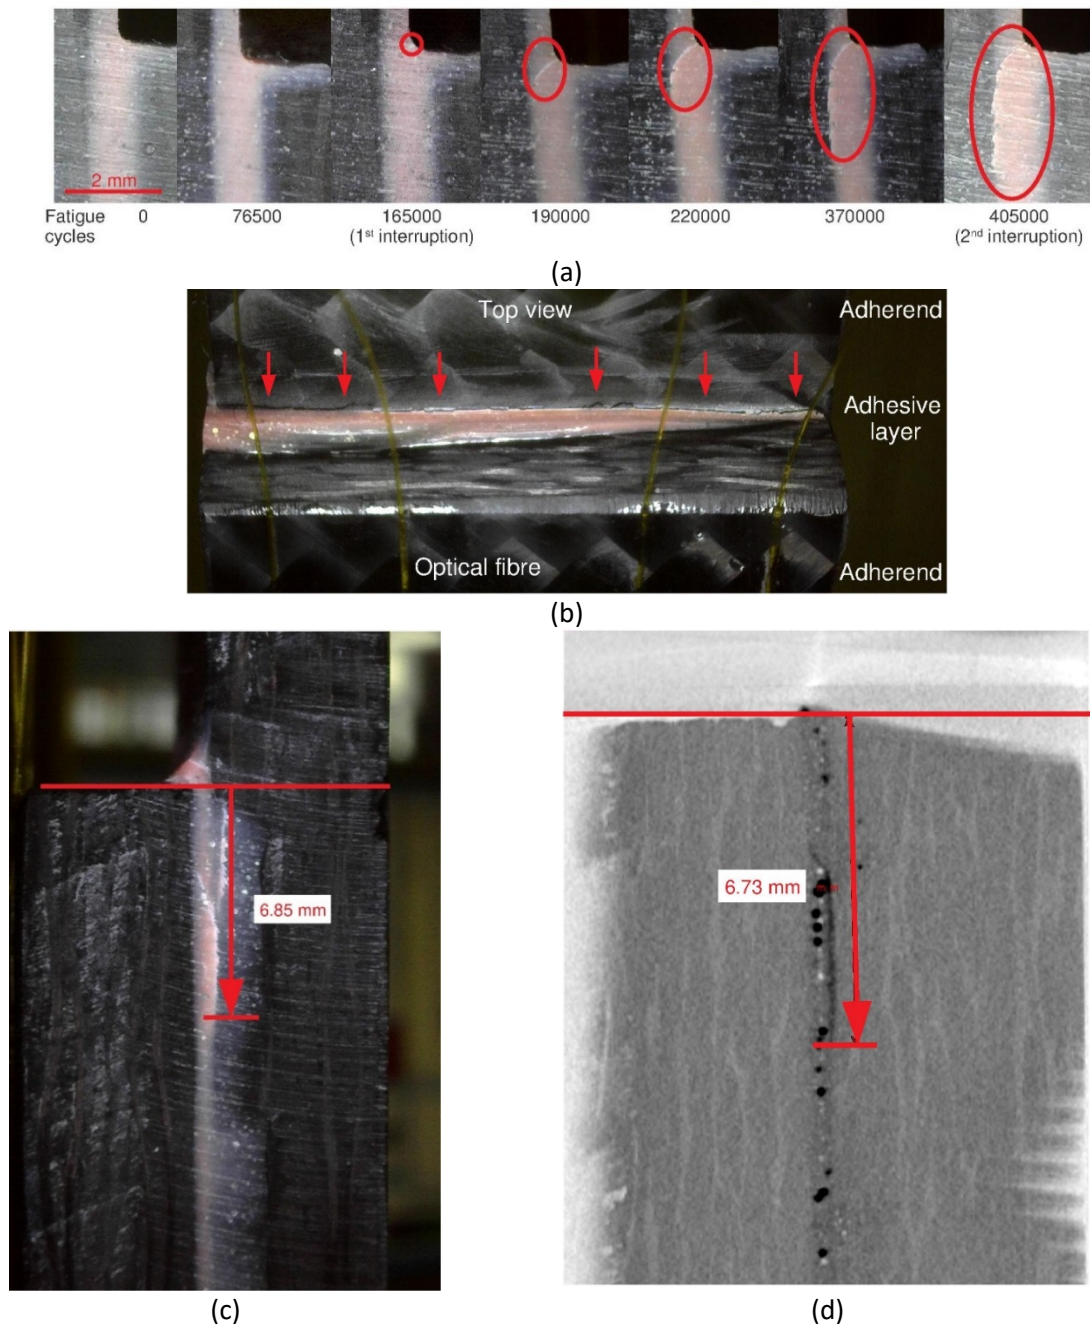 2 mm
Fatigue cycles 0 76500 165000 (1st interruption) 190000 220000 370000 405000 (2nd interruption)
(a)
Top view Adherend
Adhesive layer
Optical fibre Adherend
(b)
6.85 mm
6.73 mm
(c) (d)